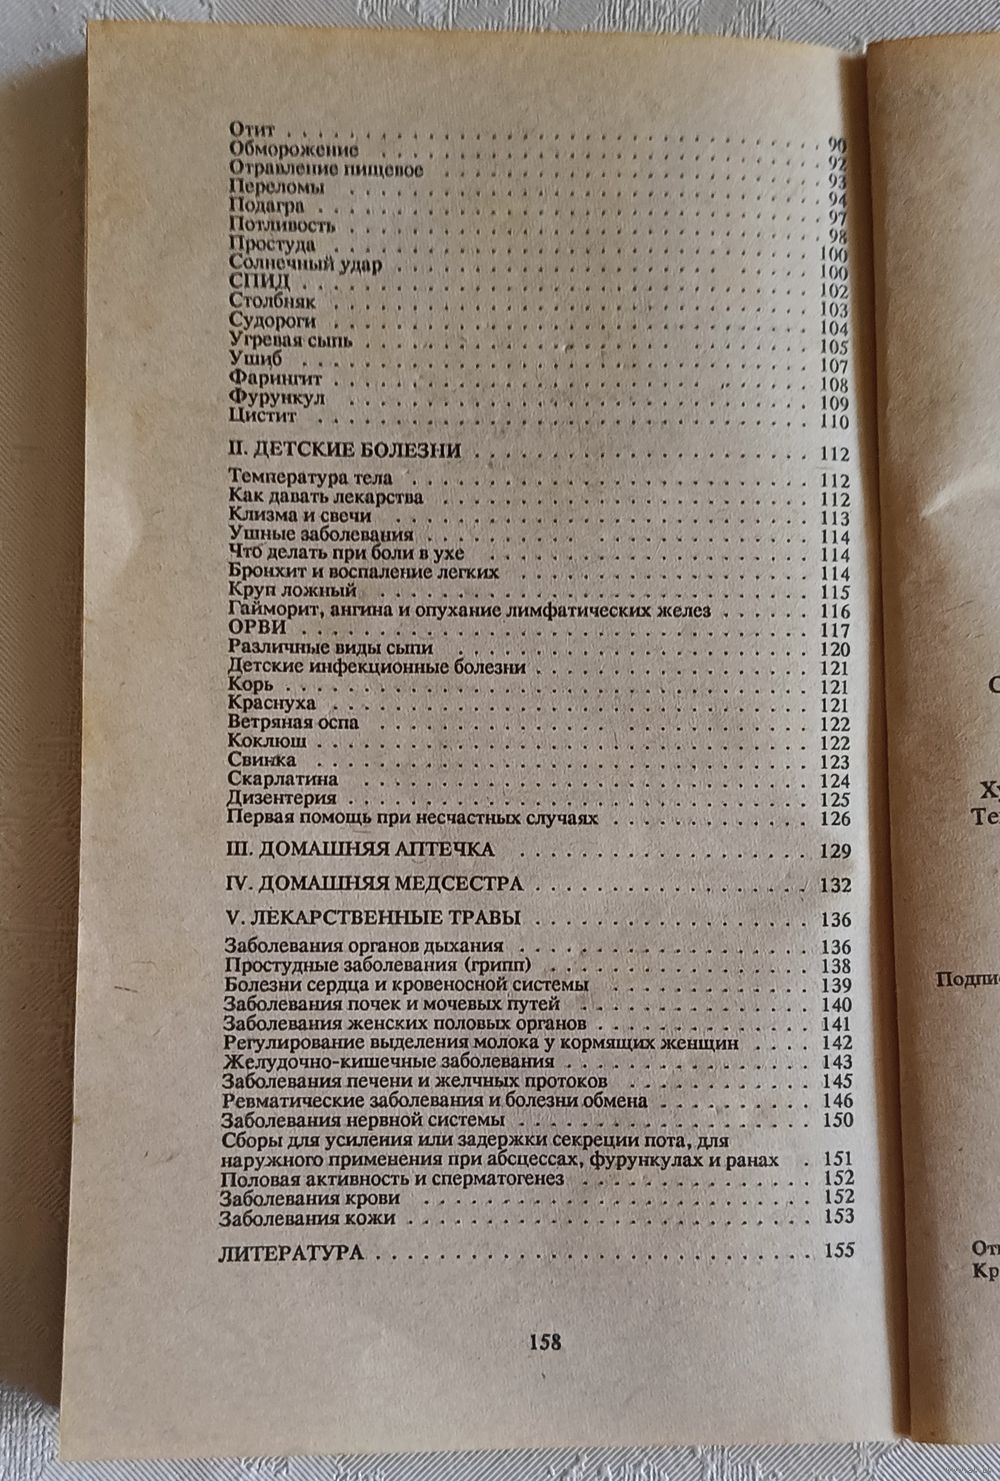 Отит . . . . . . . . . . . . . . . . . . . . . . . . . . . . . . 90
Обморожение . . . . . . . . . . . . . . . . . . . . . . . . . . 92
Отравление пищевое . . . . . . . . . . . . . . . . . . . . . . 93
Переломы . . . . . . . . . . . . . . . . . . . . . . . . . . . 94
Подагра . . . . . . . . . . . . . . . . . . . . . . . . . . . . 97
Потливость . . . . . . . . . . . . . . . . . . . . . . . . . . 98
Простуда . . . . . . . . . . . . . . . . . . . . . . . . . . . 100
Солнечный удар . . . . . . . . . . . . . . . . . . . . . . . . 100
СПИД . . . . . . . . . . . . . . . . . . . . . . . . . . . . . 102
Столбняк . . . . . . . . . . . . . . . . . . . . . . . . . . . 103
Судороги . . . . . . . . . . . . . . . . . . . . . . . . . . . 104
Угревая сыпь . . . . . . . . . . . . . . . . . . . . . . . . . 105
Ушиб . . . . . . . . . . . . . . . . . . . . . . . . . . . . . 107
Фарингит . . . . . . . . . . . . . . . . . . . . . . . . . . . 108
Фурункул . . . . . . . . . . . . . . . . . . . . . . . . . . . 109
Цистит . . . . . . . . . . . . . . . . . . . . . . . . . . . . 110
II. ДЕТСКИЕ БОЛЕЗНИ . . . . . . . . . . . . . . . . . . . . . 112
Температура тела . . . . . . . . . . . . . . . . . . . . . . . 112
Как давать лекарства . . . . . . . . . . . . . . . . . . . . . 112
Клизма и свечи . . . . . . . . . . . . . . . . . . . . . . . . 113
Ушные заболевания . . . . . . . . . . . . . . . . . . . . . . 114
Что делать при боли в ухе . . . . . . . . . . . . . . . . . . 114
Бронхит и воспаление легких . . . . . . . . . . . . . . . . . 114
Круп ложный . . . . . . . . . . . . . . . . . . . . . . . . . 115
Гайморит, ангина и опухание лимфатических желез . . . . . . 116
ОРВИ . . . . . . . . . . . . . . . . . . . . . . . . . . . . . 117
Различные виды сыпи . . . . . . . . . . . . . . . . . . . . . 120
Детские инфекционные болезни . . . . . . . . . . . . . . . . 121
Корь . . . . . . . . . . . . . . . . . . . . . . . . . . . . . 121
Краснуха . . . . . . . . . . . . . . . . . . . . . . . . . . . 121
Ветряная оспа . . . . . . . . . . . . . . . . . . . . . . . . 122
Коклюш . . . . . . . . . . . . . . . . . . . . . . . . . . . . 122
Свинка . . . . . . . . . . . . . . . . . . . . . . . . . . . . 123
Скарлатина . . . . . . . . . . . . . . . . . . . . . . . . . . 124
Дизентерия . . . . . . . . . . . . . . . . . . . . . . . . . . 125
Первая помощь при несчастных случаях . . . . . . . . . . . . 126
III. ДОМАШНЯЯ АПТЕЧКА . . . . . . . . . . . . . . . . . . . 129
IV. ДОМАШНЯЯ МЕДСЕСТРА . . . . . . . . . . . . . . . . . . 132
V. ЛЕКАРСТВЕННЫЕ ТРАВЫ . . . . . . . . . . . . . . . . . . 136
Заболевания органов дыхания . . . . . . . . . . . . . . . . . 136
Простудные заболевания (грипп) . . . . . . . . . . . . . . . 138
Болезни сердца и кровеносной системы . . . . . . . . . . . . 139
Заболевания почек и мочевых путей . . . . . . . . . . . . . . 140
Заболевания женских половых органов . . . . . . . . . . . . . 141
Регулирование выделения молока у кормящих женщин . . . . 142
Желудочно-кишечные заболевания . . . . . . . . . . . . . . . 143
Заболевания печени и желчных протоков . . . . . . . . . . . . 145
Ревматические заболевания и болезни обмена . . . . . . . . . 146
Заболевания нервной системы . . . . . . . . . . . . . . . . . 150
Сборы для усиления или задержки секреции пота, для
наружного применения при абсцессах, фурункулах и ранах . 151
Половая активность и сперматогенез . . . . . . . . . . . . . 152
Заболевания крови . . . . . . . . . . . . . . . . . . . . . . 152
Заболевания кожи . . . . . . . . . . . . . . . . . . . . . . . 153
ЛИТЕРАТУРА . . . . . . . . . . . . . . . . . . . . . . . . . . 155
158